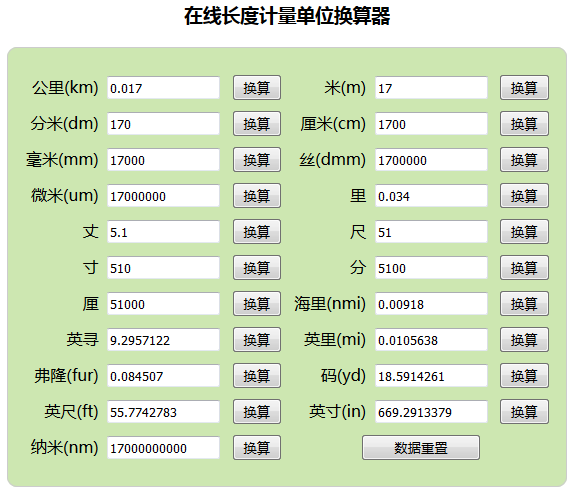 在线长度计量单位换算器
公里(km) 0.017 换算 米(m) 17 换算
分米(dm) 170 换算 厘米(cm) 1700 换算
毫米(mm) 17000 换算 丝(dmm) 1700000 换算
微米(um) 17000000 换算 里 0.034 换算
丈 5.1 换算 尺 51 换算
寸 510 换算 分 5100 换算
厘 51000 换算 海里(nmi) 0.00918 换算
英寻 9.2957122 换算 英里(mi) 0.0105638 换算
弗隆(fur) 0.084507 换算 码(yd) 18.5914261 换算
英尺(ft) 55.7742783 换算 英寸(in) 669.2913379 换算
纳米(nm) 17000000000 换算 数据重置